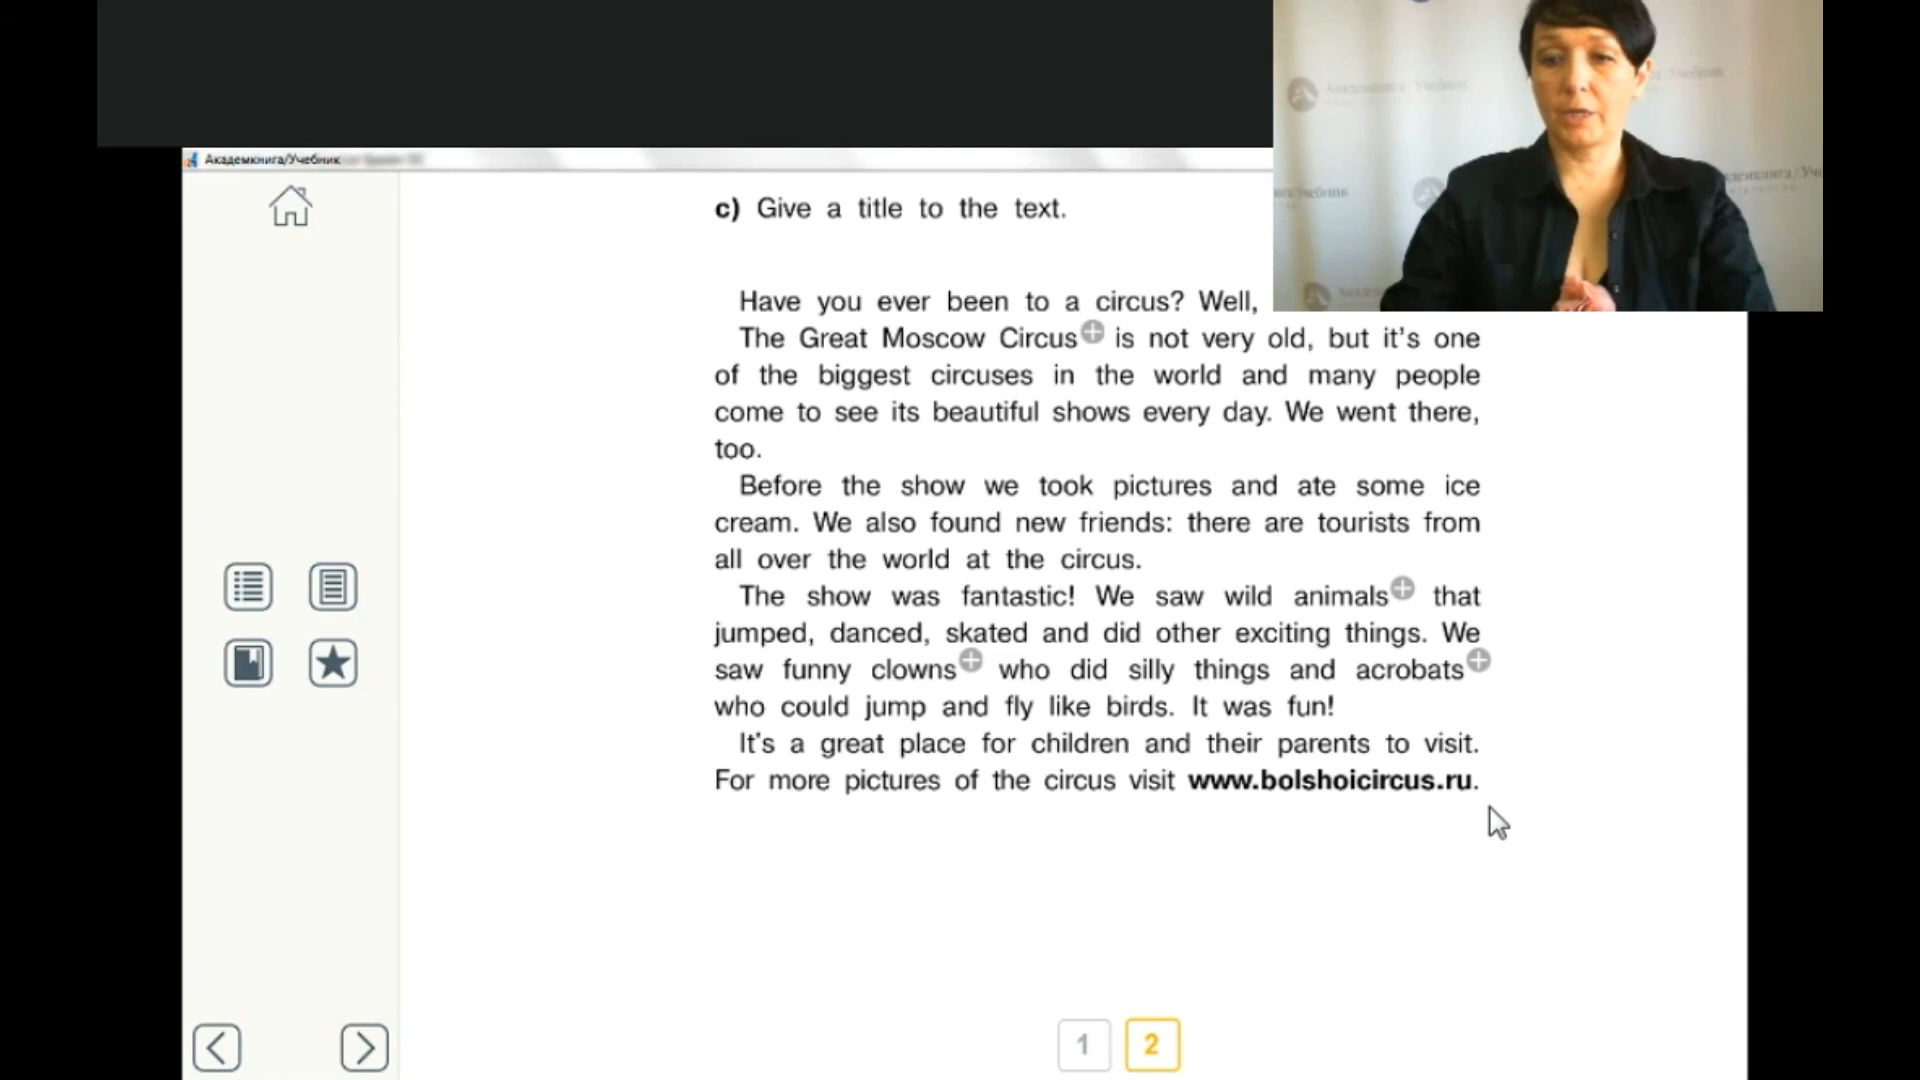 Академкнига/Учебник
c) Give a title to the text.
Have you ever been to a circus? Well,
The Great Moscow Circus is not very old, but it's one
of the biggest circuses in the world and many people
come to see its beautiful shows every day. We went there,
too.
Before the show we took pictures and ate some ice
cream. We also found new friends: there are tourists from
all over the world at the circus.
The show was fantastic! We saw wild animals that
jumped, danced, skated and did other exciting things. We
saw funny clowns who did silly things and acrobats
who could jump and fly like birds. It was fun!
It's a great place for children and their parents to visit.
For more pictures of the circus visit www.bolshoicircus.ru.
1 2